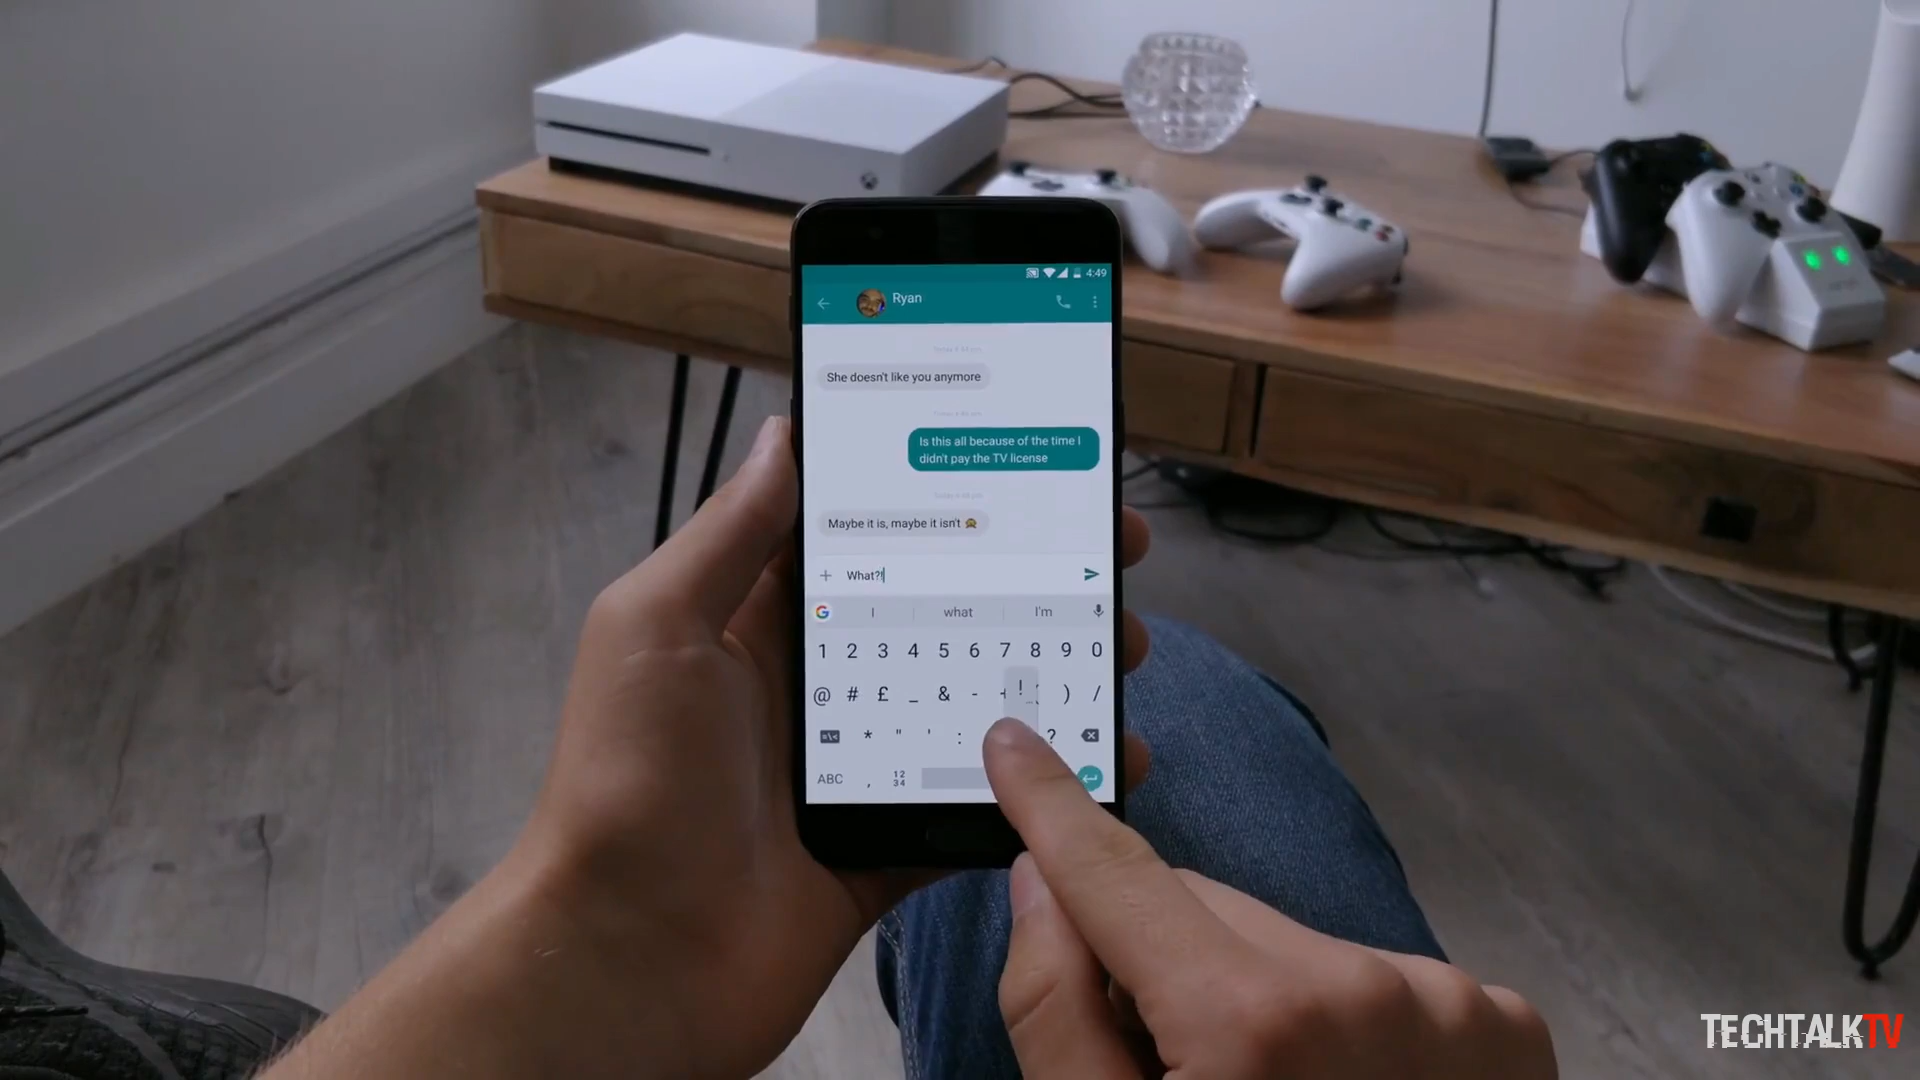 4:49
Ryan
She doesn't like you anymore
Is this all because of the time I
didn't pay the TV license
Maybe it is, maybe it isn't 🙊
+ What?!
G I what I'm
1 2 3 4 5 6 7 8 9 0
@ # £ _ & - + ! ( ) /
=\< * " ' : ?
ABC , 12
34
TECHTALKTV